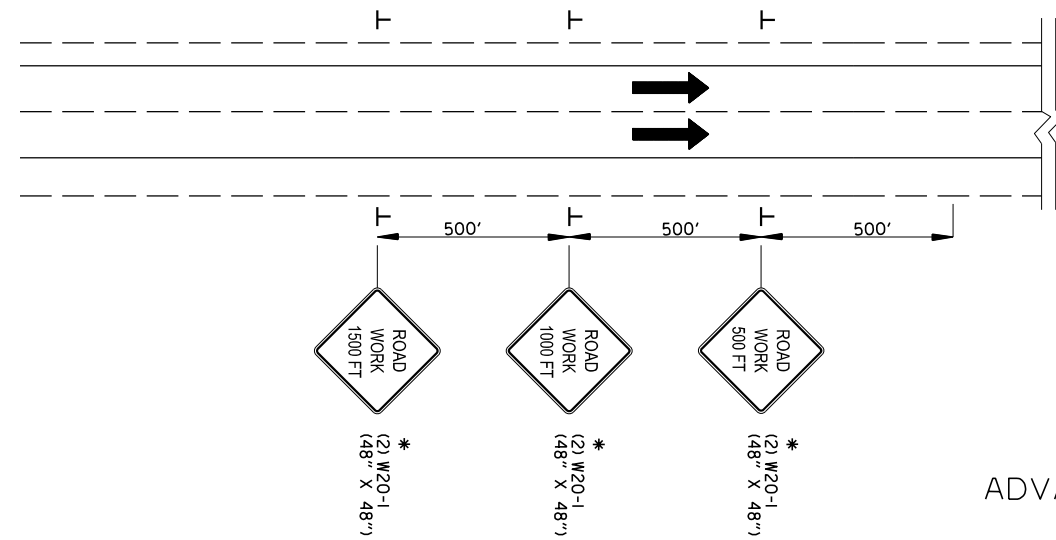 500'
500'
500'
ROAD
WORK
1500 FT
ROAD
WORK
1000 FT
ROAD
WORK
500 FT
*
(2) W20-1
(48" X 48")
*
(2) W20-1
(48" X 48")
*
(2) W20-1
(48" X 48")
ADVA